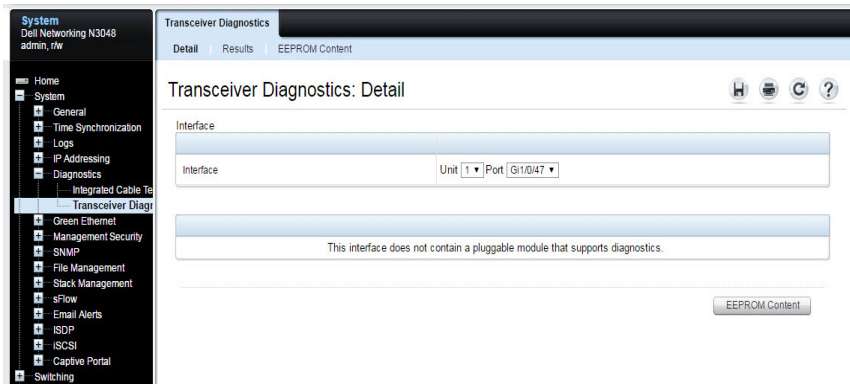 System
Dell Networking N3048
admin, r/w
Home
System
General
Time Synchronization
Logs
IP Addressing
Diagnostics
Integrated Cable Te
Transceiver Diagr
Green Ethernet
Management Security
SNMP
File Management
Stack Management
sFlow
Email Alerts
ISDP
iSCSI
Captive Portal
Switching
Transceiver Diagnostics
Detail Results EEPROM Content
Transceiver Diagnostics: Detail
Interface
Interface Unit 1 Port Gi1/0/47
This interface does not contain a pluggable module that supports diagnostics.
EEPROM Content